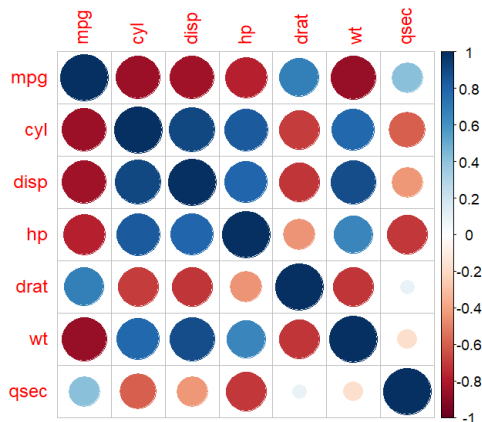 mpg cyl disp hp drat wt qsec
mpg
cyl
disp
hp
drat
wt
qsec
1
0.8
0.6
0.4
0.2
0
-0.2
-0.4
-0.6
-0.8
-1